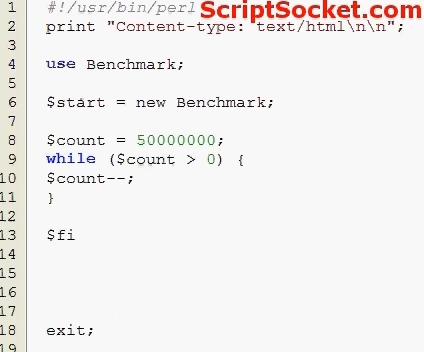 1 #!/usr/bin/perl ScriptSocket.com
2 print "Content-type: text/html\n\n";
3
4 use Benchmark;
5
6 $start = new Benchmark;
7
8 $count = 50000000;
9 while ($count > 0) {
10 $count--;
11 }
12
13 $fi
14
15
16
17
18 exit;
19